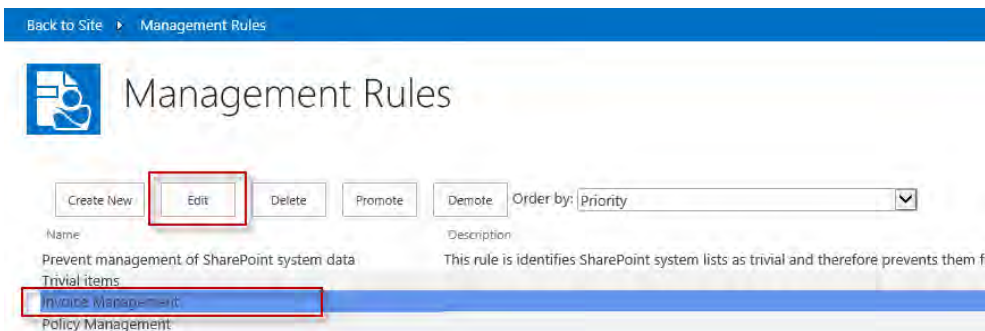 Back to Site ▸ Management Rules
Management Rules
Create New Edit Delete Promote Demote Order by: Priority
Name Description
Prevent management of SharePoint system data This rule is identifies SharePoint system lists as trivial and therefore prevents them f
Trivial items
Invoice Management
Policy Management